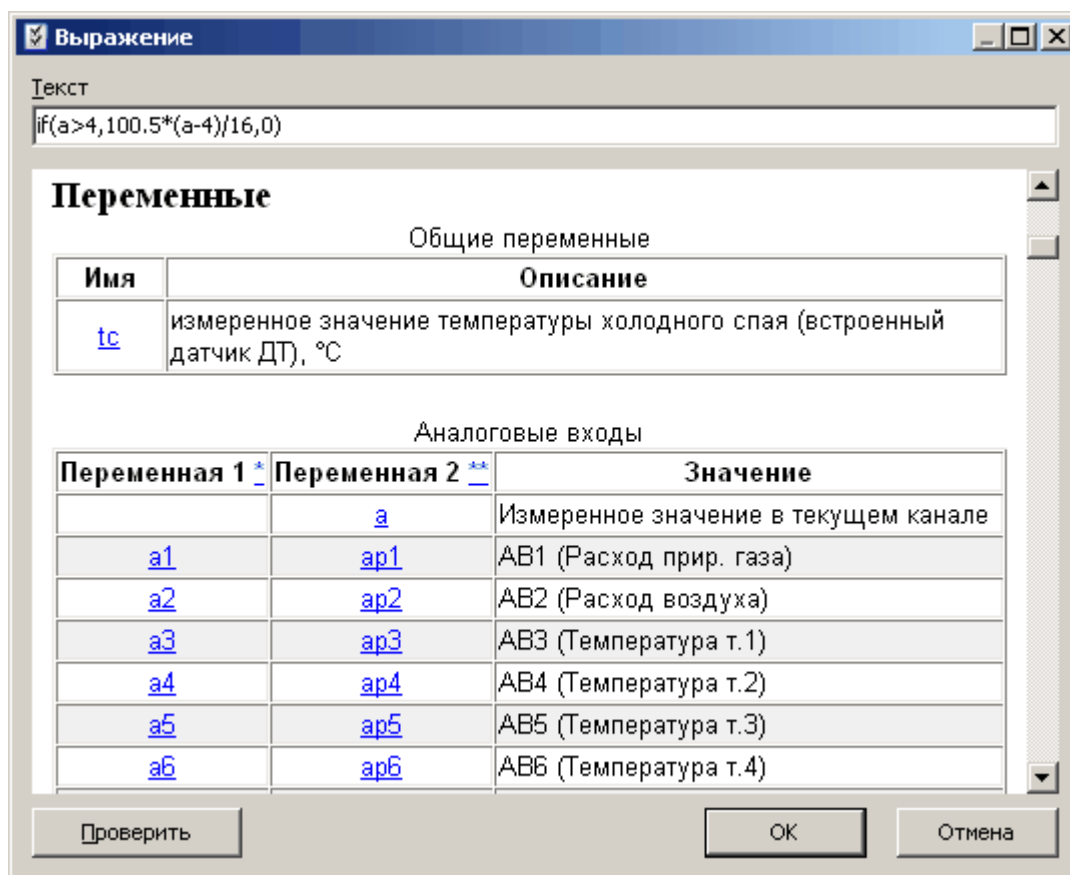 Выражение
Текст
if(a>4,100.5*(a-4)/16,0)
Переменные
Общие переменные
Имя Описание
tc измеренное значение температуры холодного спая (встроенный
датчик ДТ), °C
Аналоговые входы
Переменная 1 * Переменная 2 ** Значение
a Измеренное значение в текущем канале
a1 ap1 АВ1 (Расход прир. газа)
a2 ap2 АВ2 (Расход воздуха)
a3 ap3 АВ3 (Температура т.1)
a4 ap4 АВ4 (Температура т.2)
a5 ap5 АВ5 (Температура т.3)
a6 ap6 АВ6 (Температура т.4)
Проверить OK Отмена